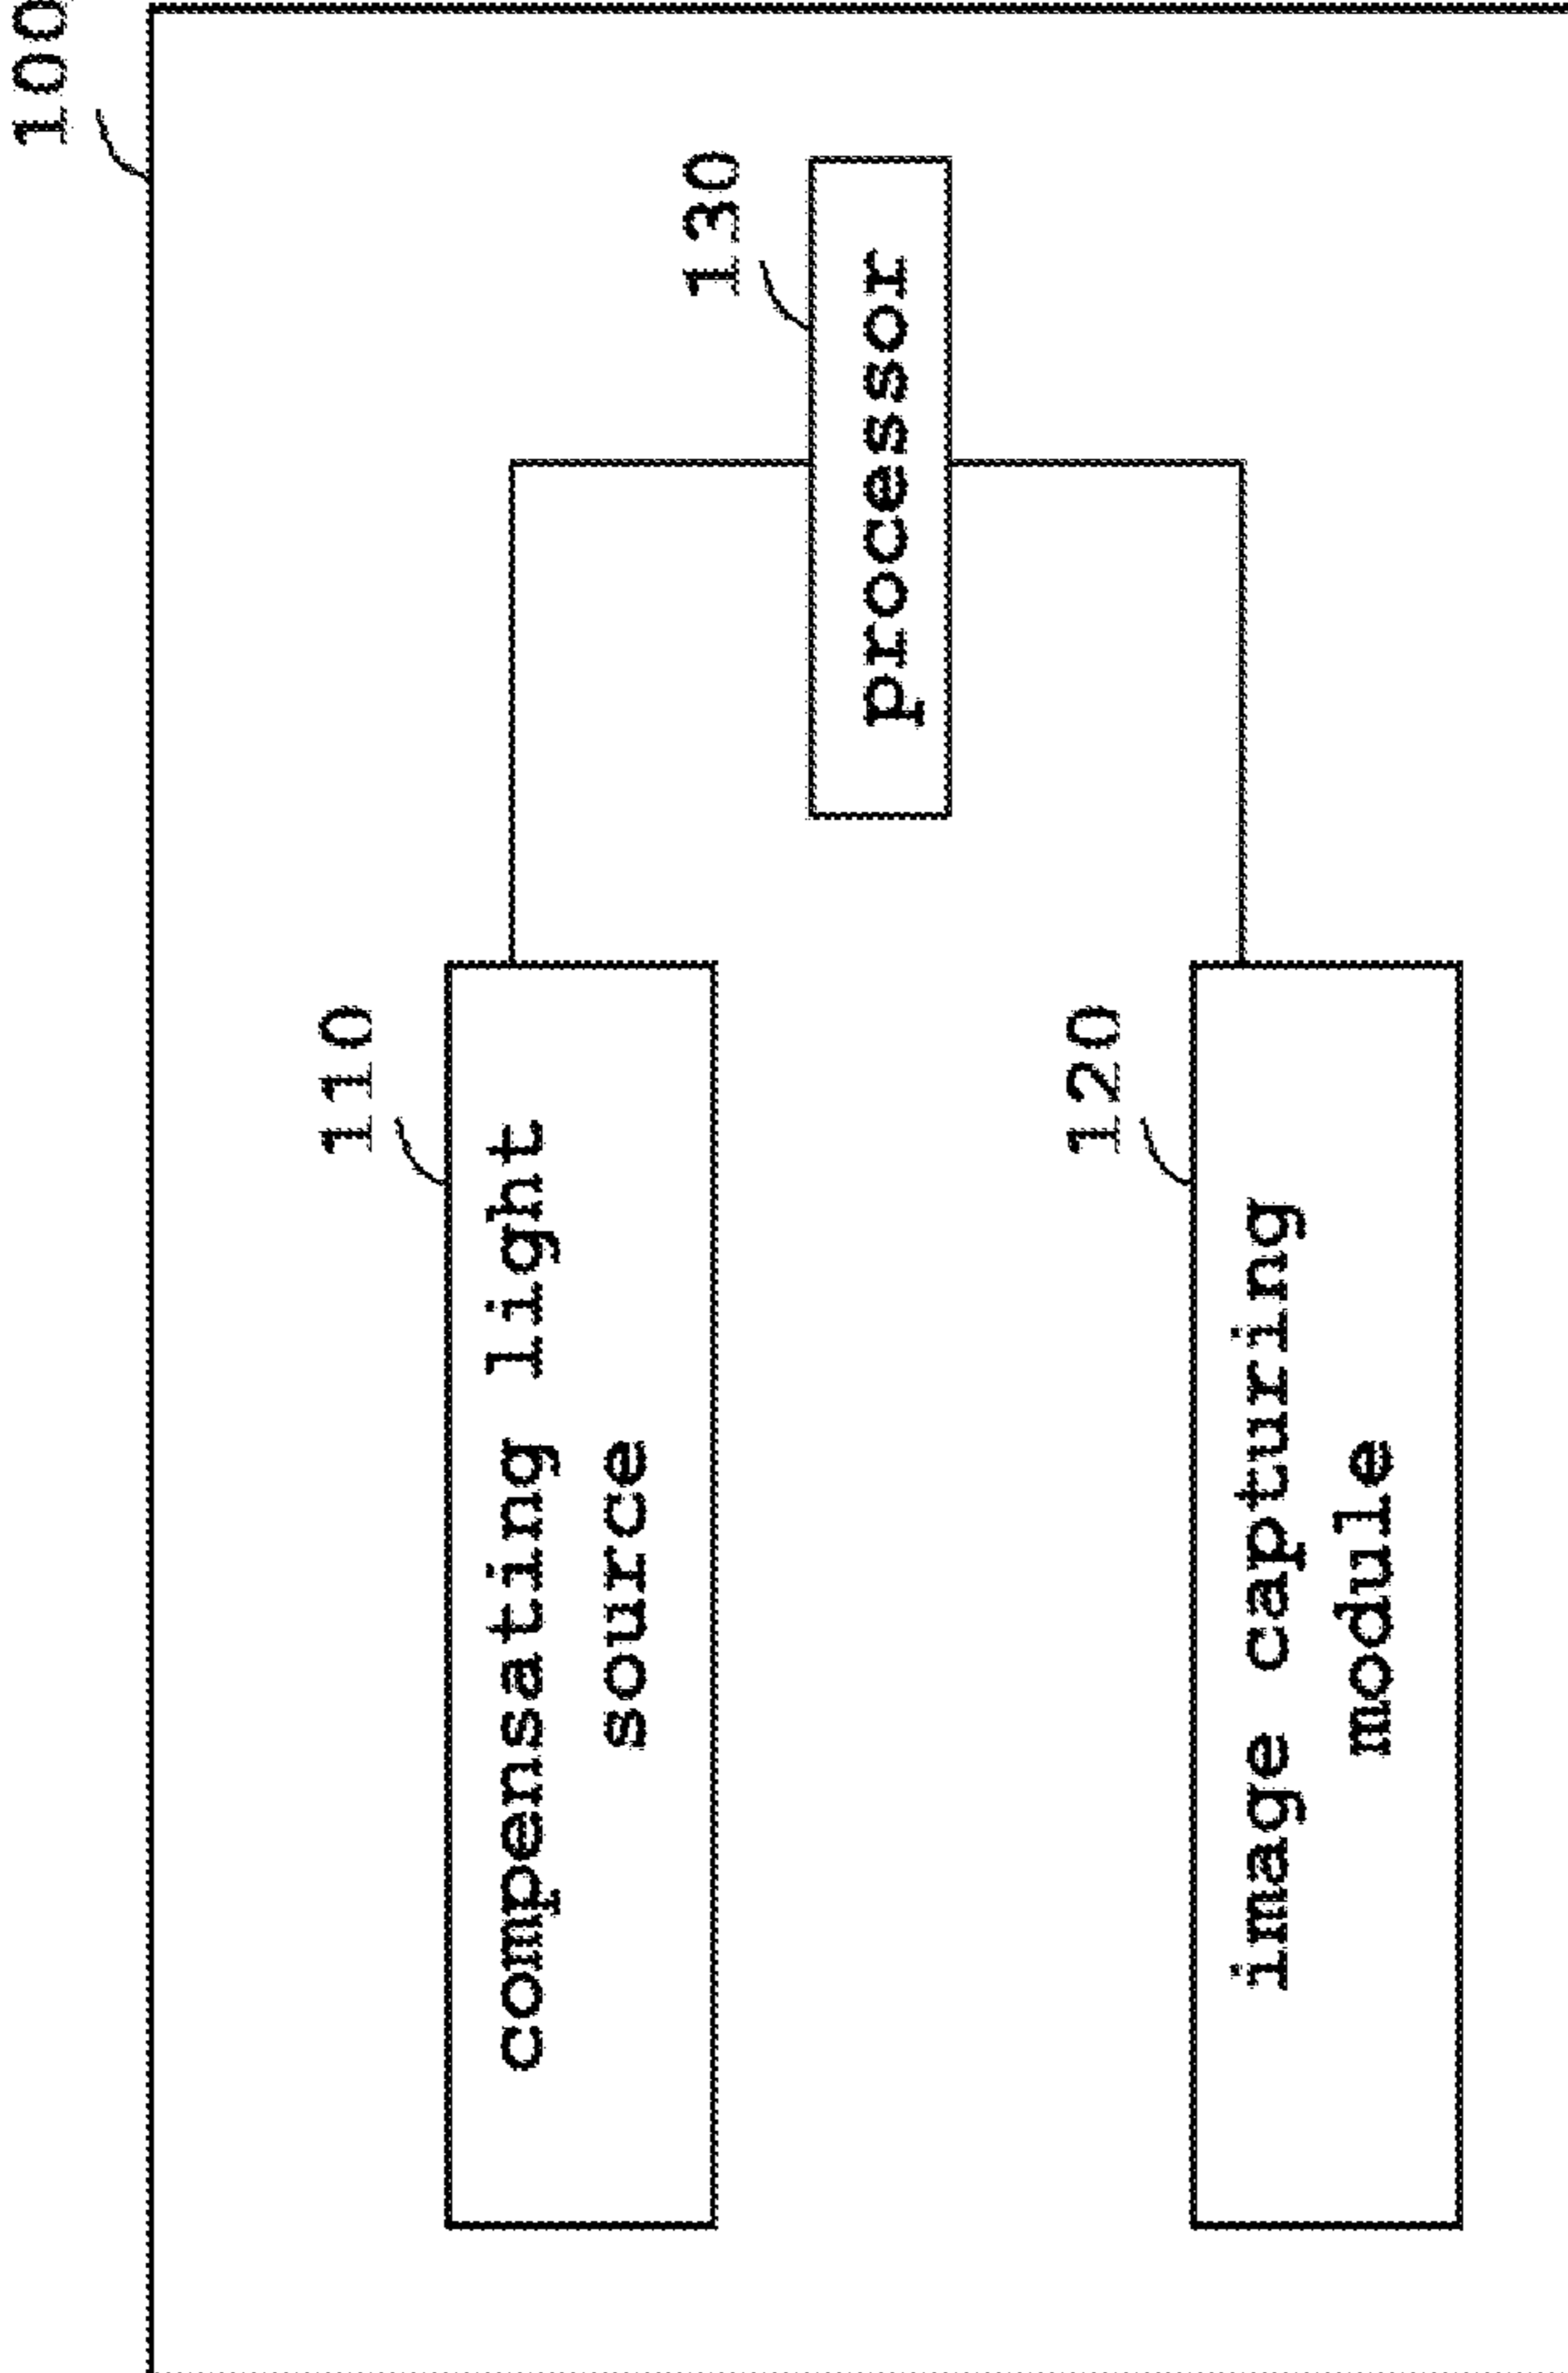 100
110
compensating light
source
130
processor
120
image capturing
module